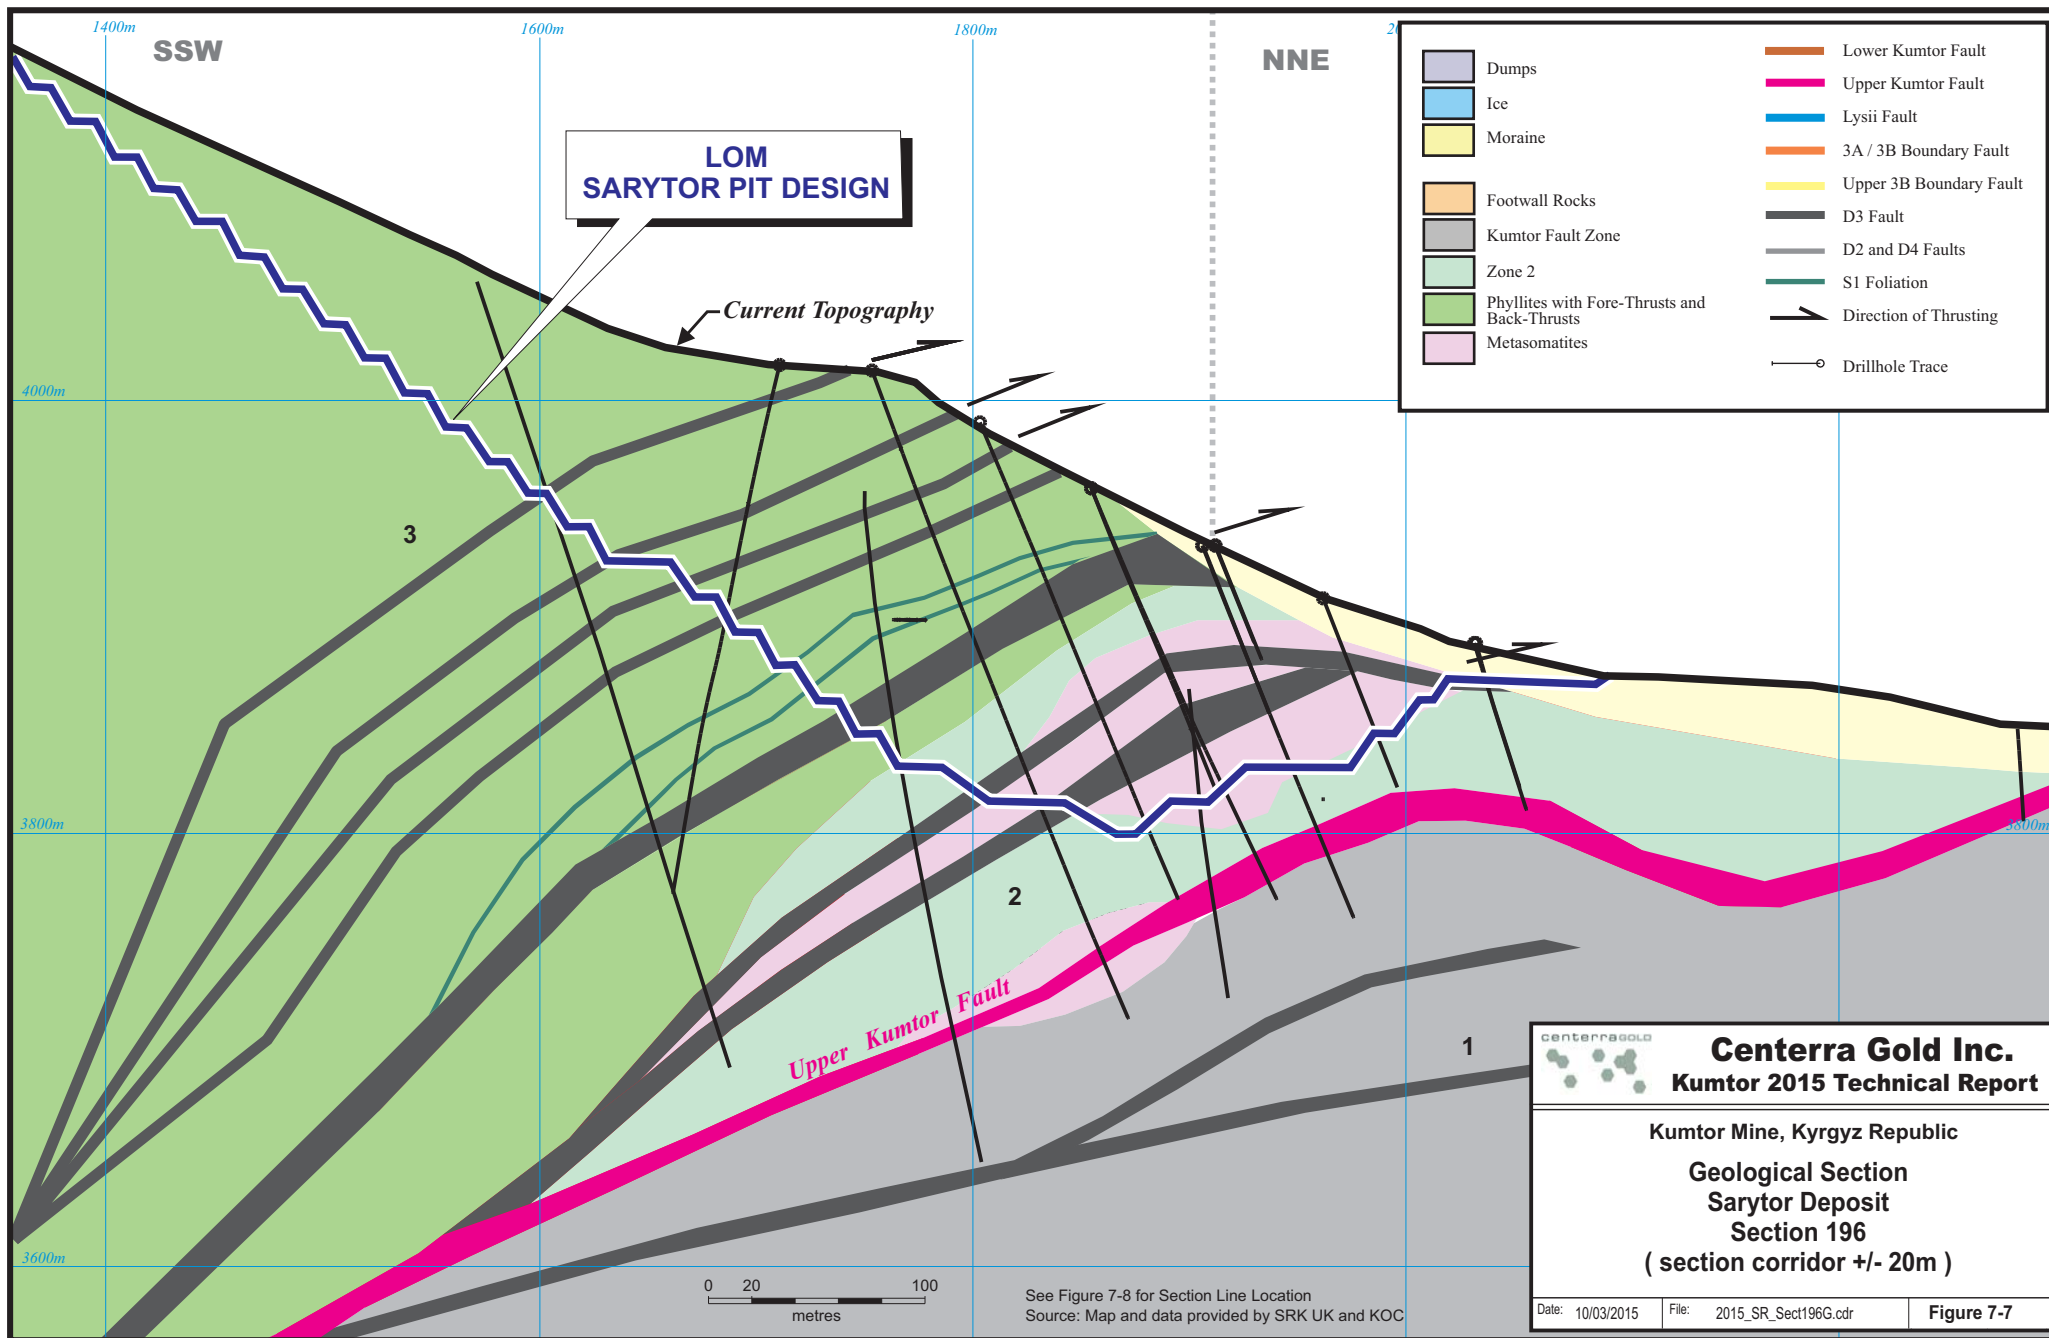 1400m
1600m
1800m
SSW
NNE
LOM
SARYTOR PIT DESIGN
Current Topography
4000m
3800m
3800m
3600m
3
2
1
Upper Kumtor Fault
Dumps
Ice
Moraine
Footwall Rocks
Kumtor Fault Zone
Zone 2
Phyllites with Fore-Thrusts and
Back-Thrusts
Metasomatites
Lower Kumtor Fault
Upper Kumtor Fault
Lysii Fault
3A / 3B Boundary Fault
Upper 3B Boundary Fault
D3 Fault
D2 and D4 Faults
S1 Foliation
Direction of Thrusting
Drillhole Trace
0 20 100
metres
See Figure 7-8 for Section Line Location
Source: Map and data provided by SRK UK and KOC
centerraGOLD
Centerra Gold Inc.
Kumtor 2015 Technical Report
Kumtor Mine, Kyrgyz Republic
Geological Section
Sarytor Deposit
Section 196
( section corridor +/- 20m )
Date: 10/03/2015 File: 2015_SR_Sect196G.cdr Figure 7-7